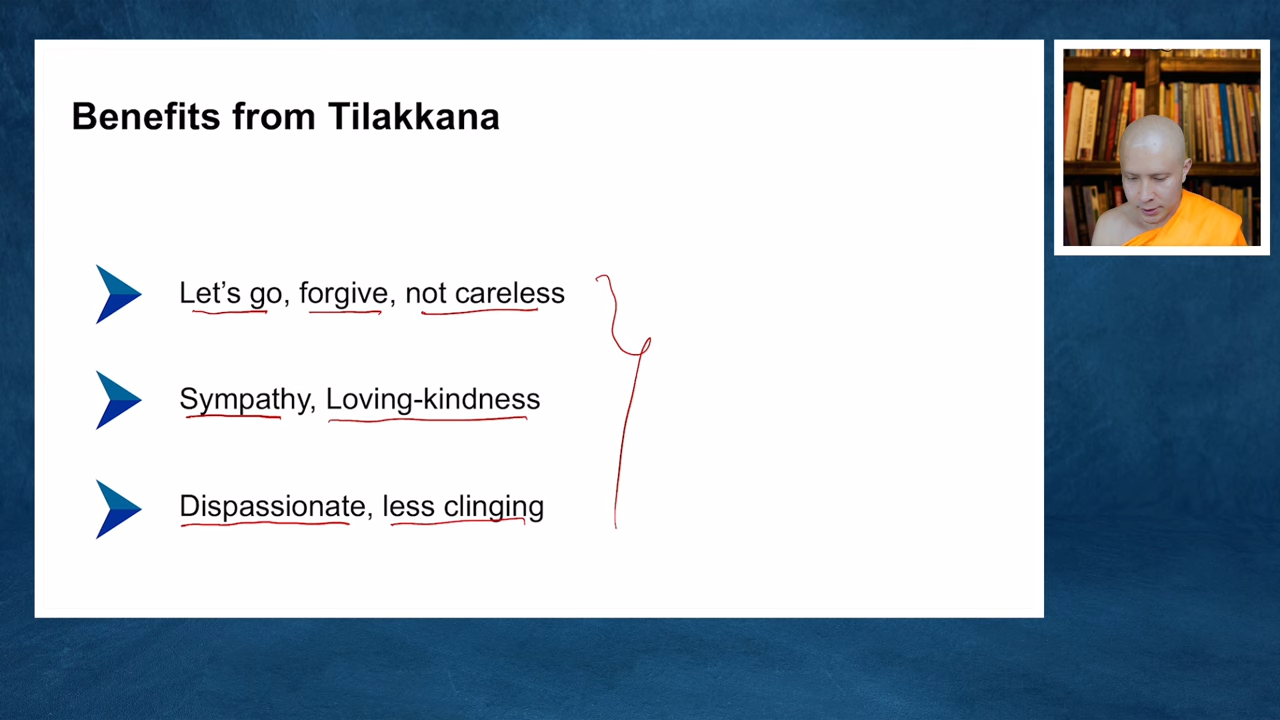 Benefits from Tilakkana
Let's go, forgive, not careless
Sympathy, Loving-kindness
Dispassionate, less clinging